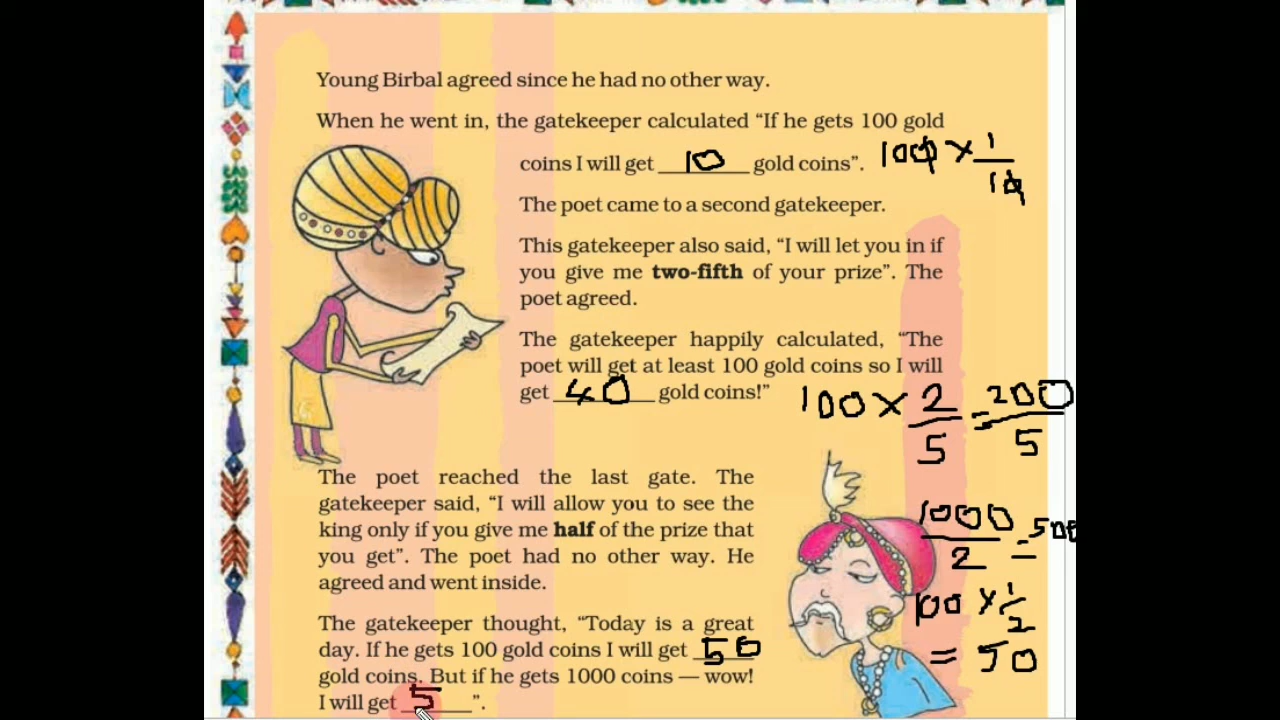 Young Birbal agreed since he had no other way.
When he went in, the gatekeeper calculated “If he gets 100 gold
coins I will get 10 gold coins”. 100 × 1/10
The poet came to a second gatekeeper.
This gatekeeper also said, “I will let you in if
you give me two-fifth of your prize”. The
poet agreed.
The gatekeeper happily calculated, “The
poet will get at least 100 gold coins so I will
get 40 gold coins!” 100 × 2/5 = 200/5
The poet reached the last gate. The
gatekeeper said, “I will allow you to see the
king only if you give me half of the prize that
you get”. The poet had no other way. He
agreed and went inside.
The gatekeeper thought, “Today is a great
day. If he gets 100 gold coins I will get 50
gold coins. But if he gets 1000 coins — wow!
I will get 5 ”.
1000/2 = 500
100 × 1/2
= 50